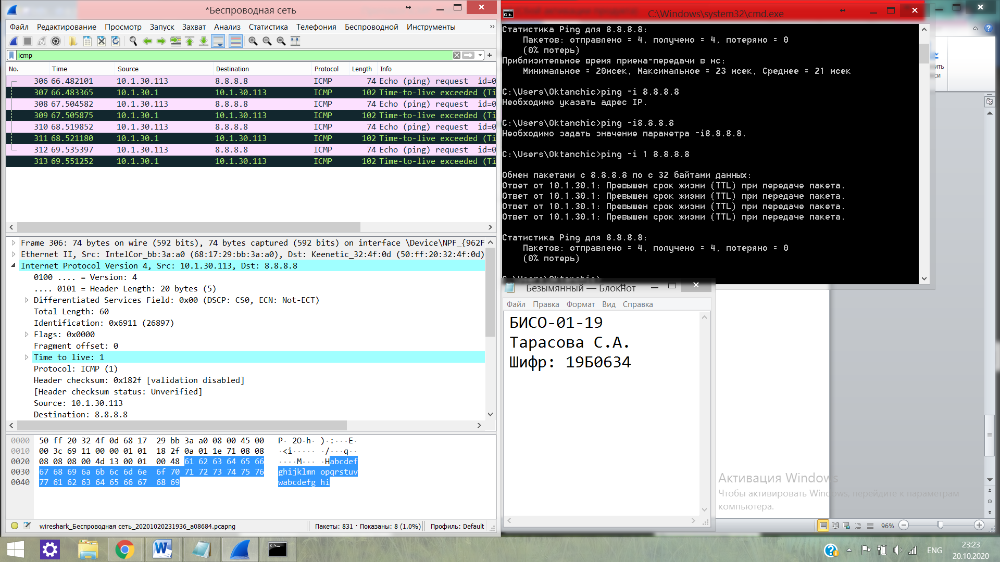 *Беспроводная сеть
Файл Редактирование Просмотр Запуск Захват Анализ Статистика Телефония Беспроводной Инструменты »
icmp
No. Time Source Destination Protocol Length Info
306 66.482101 10.1.30.113 8.8.8.8 ICMP 74 Echo (ping) request id=0
307 66.483365 10.1.30.1 10.1.30.113 ICMP 102 Time-to-live exceeded (Ti
308 67.504582 10.1.30.113 8.8.8.8 ICMP 74 Echo (ping) request id=0
309 67.505875 10.1.30.1 10.1.30.113 ICMP 102 Time-to-live exceeded (Ti
310 68.519852 10.1.30.113 8.8.8.8 ICMP 74 Echo (ping) request id=0
311 68.521180 10.1.30.1 10.1.30.113 ICMP 102 Time-to-live exceeded (Ti
312 69.535397 10.1.30.113 8.8.8.8 ICMP 74 Echo (ping) request id=0
313 69.551252 10.1.30.1 10.1.30.113 ICMP 102 Time-to-live exceeded (Ti
Frame 306: 74 bytes on wire (592 bits), 74 bytes captured (592 bits) on interface \Device\NPF_{962F
Ethernet II, Src: IntelCor_bb:3a:a0 (68:17:29:bb:3a:a0), Dst: Keenetic_32:4f:0d (50:ff:20:32:4f:0d)
Internet Protocol Version 4, Src: 10.1.30.113, Dst: 8.8.8.8
0100 .... = Version: 4
.... 0101 = Header Length: 20 bytes (5)
Differentiated Services Field: 0x00 (DSCP: CS0, ECN: Not-ECT)
Total Length: 60
Identification: 0x6911 (26897)
Flags: 0x0000
Fragment offset: 0
Time to live: 1
Protocol: ICMP (1)
Header checksum: 0x182f [validation disabled]
[Header checksum status: Unverified]
Source: 10.1.30.113
Destination: 8.8.8.8
0000 50 ff 20 32 4f 0d 68 17 29 bb 3a a0 08 00 45 00 P· 2O·h· )·:···E·
0010 00 3c 69 11 00 00 01 01 18 2f 0a 01 1e 71 08 08 ·<i····· ·/···q··
0020 08 08 08 00 4d 13 00 01 00 48 61 62 63 64 65 66 ····M··· ·Habcdef
0030 67 68 69 6a 6b 6c 6d 6e 6f 70 71 72 73 74 75 76 ghijklmn opqrstuv
0040 77 61 62 63 64 65 66 67 68 69 wabcdefg hi
wireshark_Беспроводная сеть_20201020231936_a08684.pcapng Пакеты: 831 · Показаны: 8 (1.0%) Профиль: Default
C:\Windows\system32\cmd.exe
Статистика Ping для 8.8.8.8:
Пакетов: отправлено = 4, получено = 4, потеряно = 0
(0% потерь)
Приблизительное время приема-передачи в мс:
Минимальное = 20мсек, Максимальное = 23 мсек, Среднее = 21 мсек
C:\Users\Oktanchic>ping -i 8.8.8.8
Необходимо указать адрес IP.
C:\Users\Oktanchic>ping -i8.8.8.8
Необходимо задать значение параметра -i8.8.8.8.
C:\Users\Oktanchic>ping -i 1 8.8.8.8
Обмен пакетами с 8.8.8.8 по с 32 байтами данных:
Ответ от 10.1.30.1: Превышен срок жизни (TTL) при передаче пакета.
Ответ от 10.1.30.1: Превышен срок жизни (TTL) при передаче пакета.
Ответ от 10.1.30.1: Превышен срок жизни (TTL) при передаче пакета.
Ответ от 10.1.30.1: Превышен срок жизни (TTL) при передаче пакета.
Статистика Ping для 8.8.8.8:
Пакетов: отправлено = 4, получено = 4, потеряно = 0
(0% потерь)
Безымянный — Блокнот
Файл Правка Формат Вид Справка
БИСО-01-19
Тарасова С.А.
Шифр: 19Б0634
Активация Windows
Чтобы активировать Windows, перейдите к параметрам
компьютера.
96%
ENG
23:23
20.10.2020